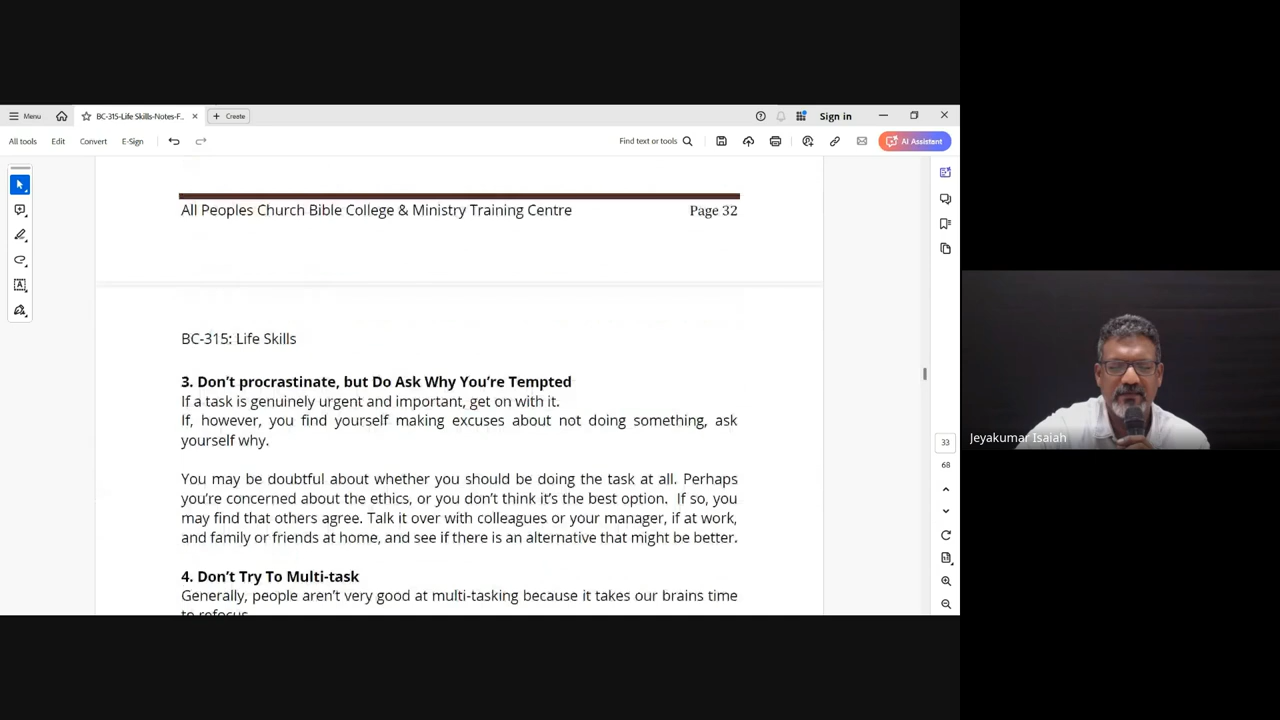 Menu
BC-315-Life Skills-Notes-F...
Create
Sign in
All tools
Edit
Convert
E-Sign
Find text or tools
AI Assistant
All Peoples Church Bible College & Ministry Training Centre
Page 32
BC-315: Life Skills
3. Don't procrastinate, but Do Ask Why You're Tempted
If a task is genuinely urgent and important, get on with it.
If, however, you find yourself making excuses about not doing something, ask
yourself why.
You may be doubtful about whether you should be doing the task at all. Perhaps
you're concerned about the ethics, or you don't think it's the best option. If so, you
may find that others agree. Talk it over with colleagues or your manager, if at work,
and family or friends at home, and see if there is an alternative that might be better.
4. Don't Try To Multi-task
Generally, people aren't very good at multi-tasking because it takes our brains time
to refocus.
33
68
Jeyakumar Isaiah